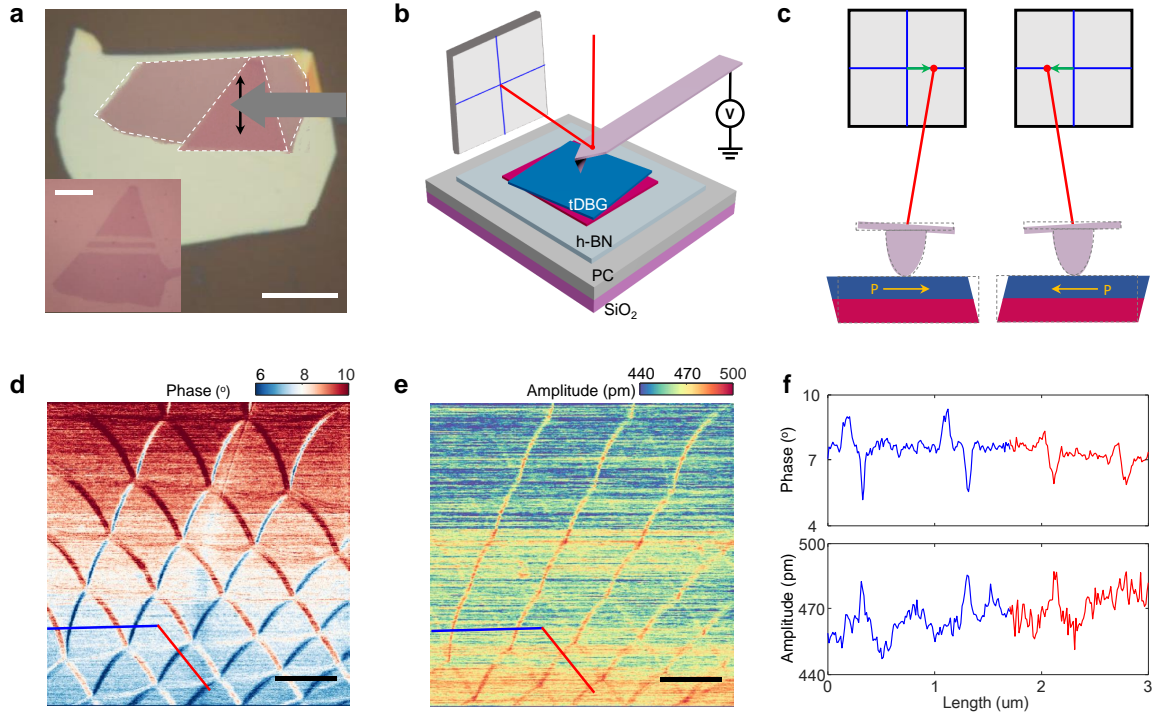 a
b
V
tDBG
h-BN
PC
SiO2
c
P
P
d
Phase (º)
6 8 10
e
Amplitude (pm)
440 470 500
f
10
7
4
Phase (º)
500
470
440
Amplitude (pm)
0 1 2 3
Length (um)